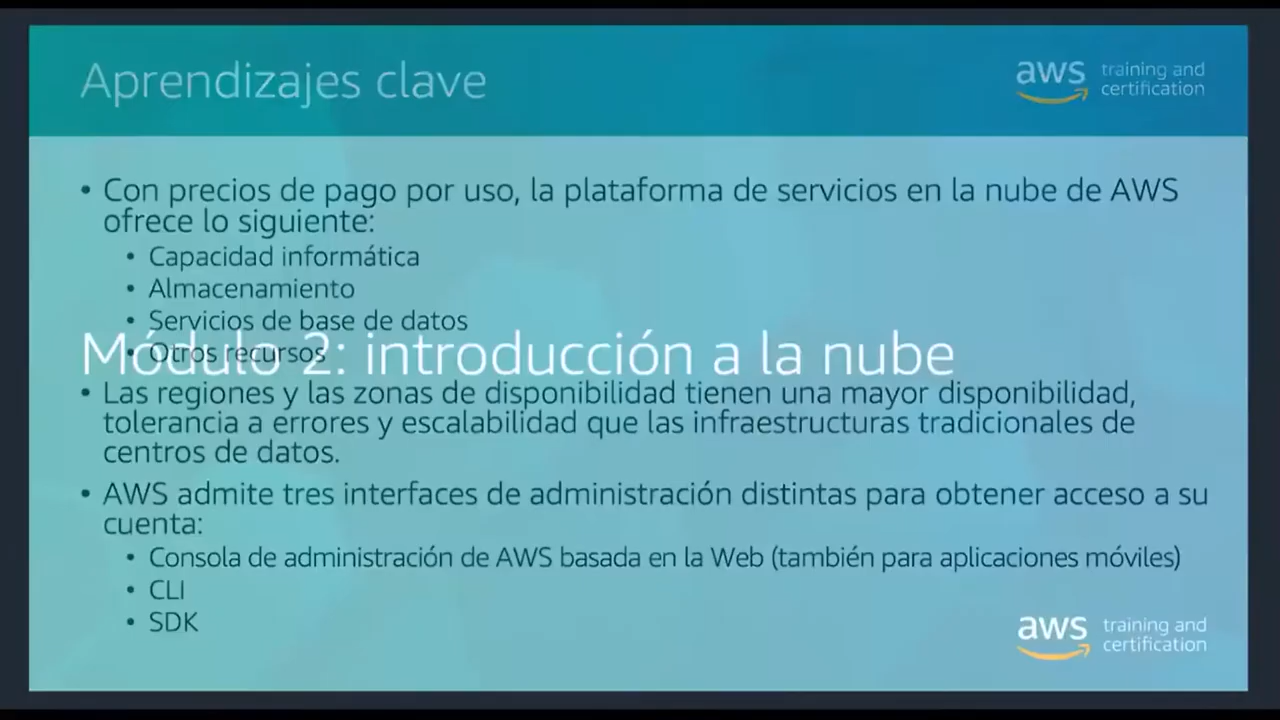 Aprendizajes clave
aws training and
certification
• Con precios de pago por uso, la plataforma de servicios en la nube de AWS
ofrece lo siguiente:
• Capacidad informática
• Almacenamiento
• Servicios de base de datos
• Otros recursos
Módulo 2: introducción a la nube
• Las regiones y las zonas de disponibilidad tienen una mayor disponibilidad,
tolerancia a errores y escalabilidad que las infraestructuras tradicionales de
centros de datos.
• AWS admite tres interfaces de administración distintas para obtener acceso a su
cuenta:
• Consola de administración de AWS basada en la Web (también para aplicaciones móviles)
• CLI
• SDK
aws training and
certification